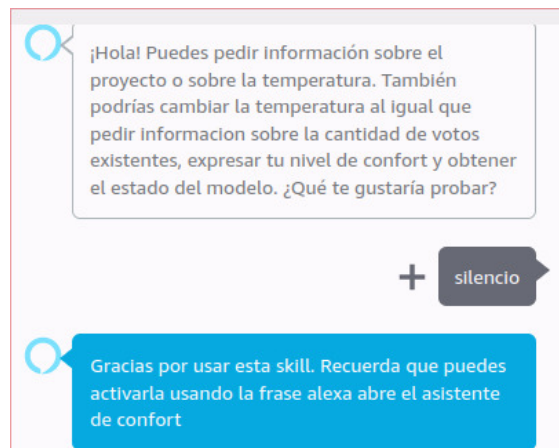 ¡Hola! Puedes pedir información sobre el
proyecto o sobre la temperatura. También
podrías cambiar la temperatura al igual que
pedir informacion sobre la cantidad de votos
existentes, expresar tu nivel de confort y obtener
el estado del modelo. ¿Qué te gustaría probar?
silencio
Gracias por usar esta skill. Recuerda que puedes
activarla usando la frase alexa abre el asistente
de confort